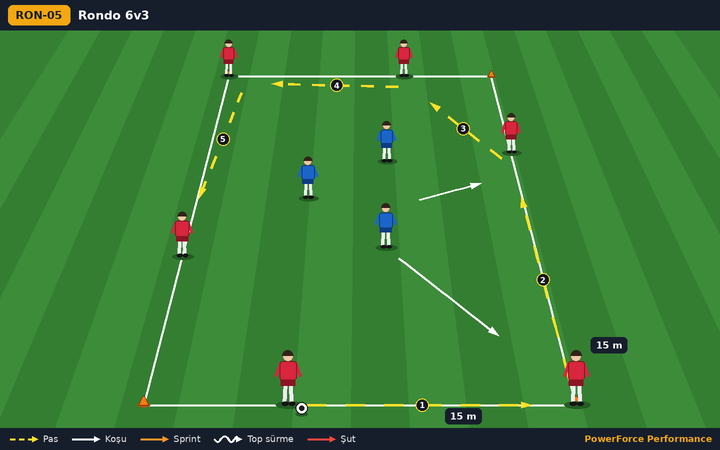 RON-05 Rondo 6v3
4
3
5
2
15 m
1
15 m
Pas Koşu Sprint Top sürme Şut PowerForce Performance